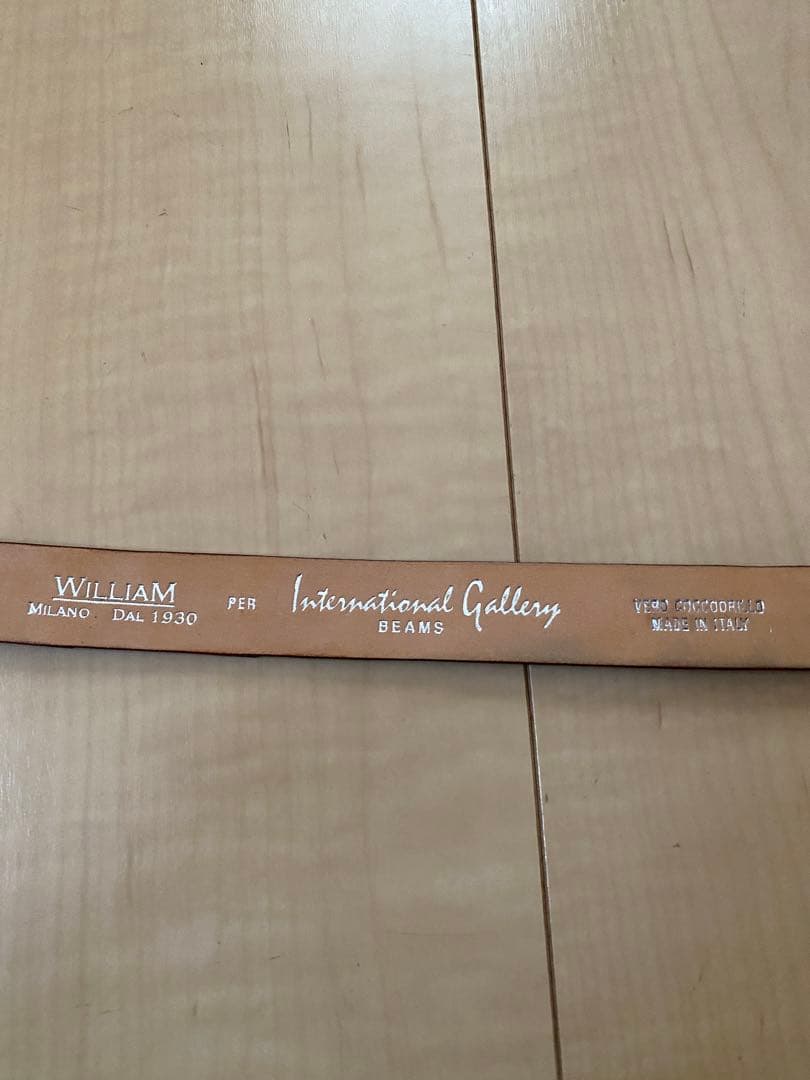 WILLIAM
MILANO DAL 1930
PER
International Gallery
BEAMS
VERO COCCODRILLO
MADE IN ITALY